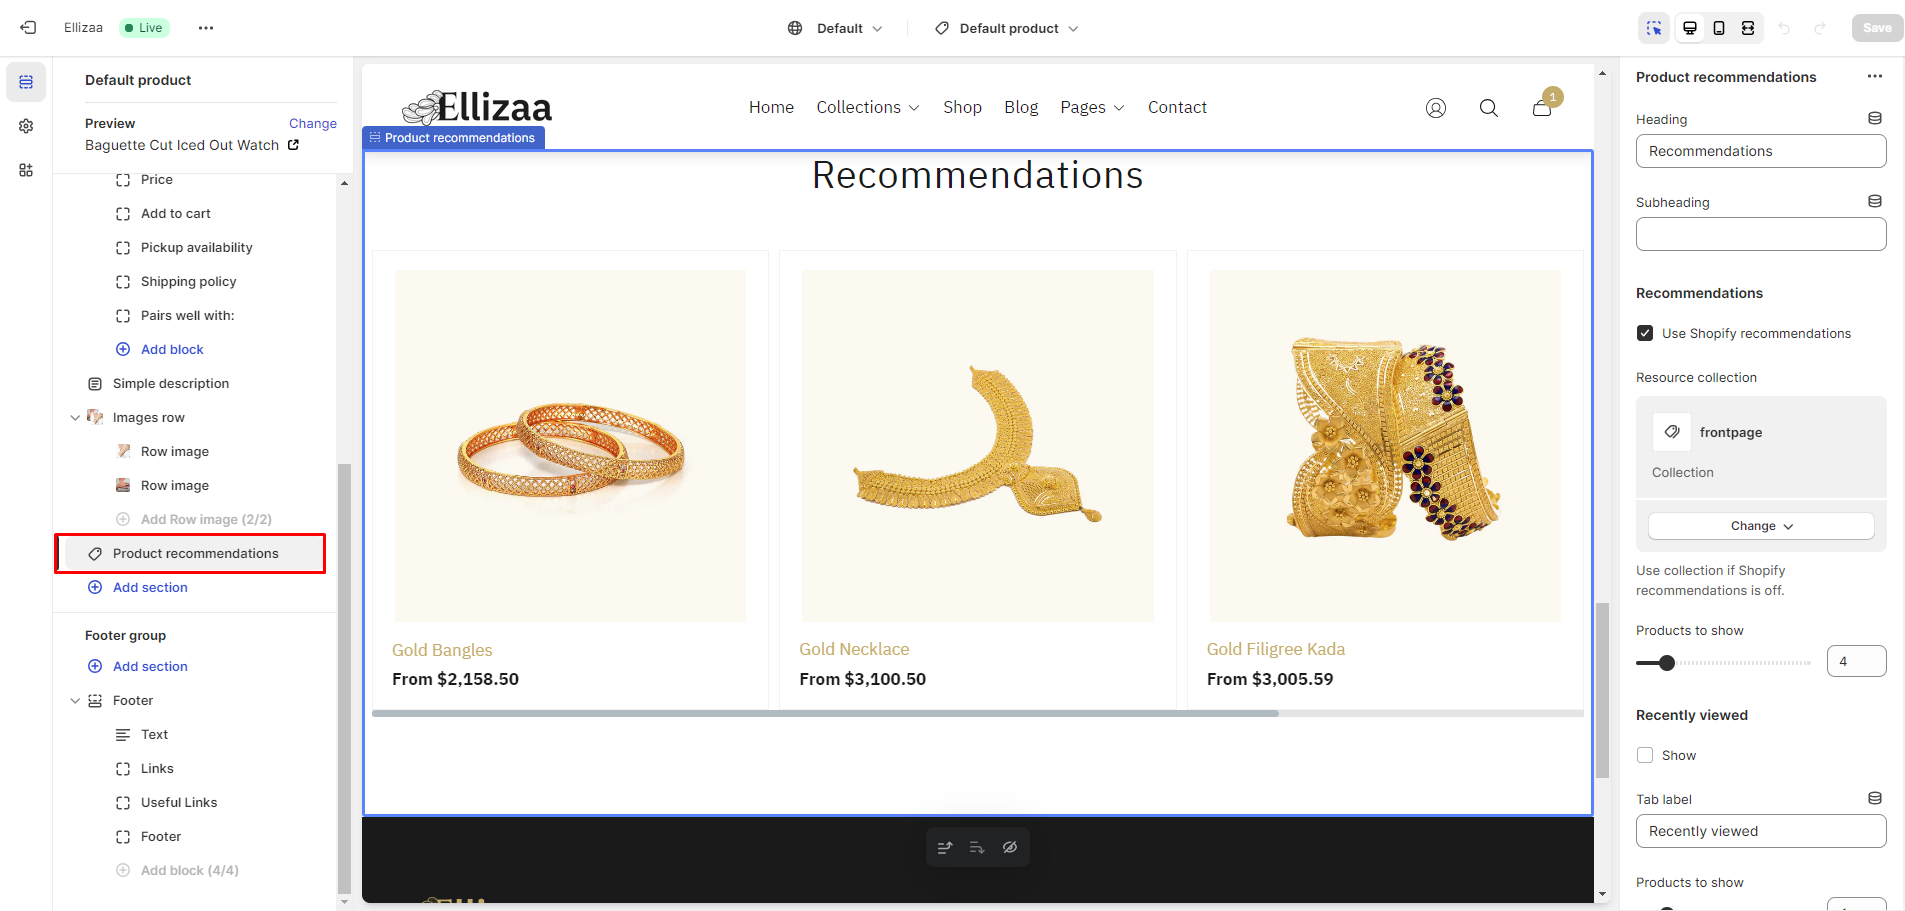 Ellizaa
Live
Default
Default product
Save
Default product
Preview
Change
Baguette Cut Iced Out Watch
Price
Add to cart
Pickup availability
Shipping policy
Pairs well with:
Add block
Simple description
Images row
Row image
Row image
Add Row image (2/2)
Product recommendations
Add section
Footer group
Add section
Footer
Text
Links
Useful Links
Footer
Add block (4/4)
Ellizaa
Home
Collections
Shop
Blog
Pages
Contact
1
Product recommendations
Recommendations
Gold Bangles
From $2,158.50
Gold Necklace
From $3,100.50
Gold Filigree Kada
From $3,005.59
Product recommendations
Heading
Recommendations
Subheading
Recommendations
Use Shopify recommendations
Resource collection
frontpage
Collection
Change
Use collection if Shopify
recommendations is off.
Products to show
4
Recently viewed
Show
Tab label
Recently viewed
Products to show